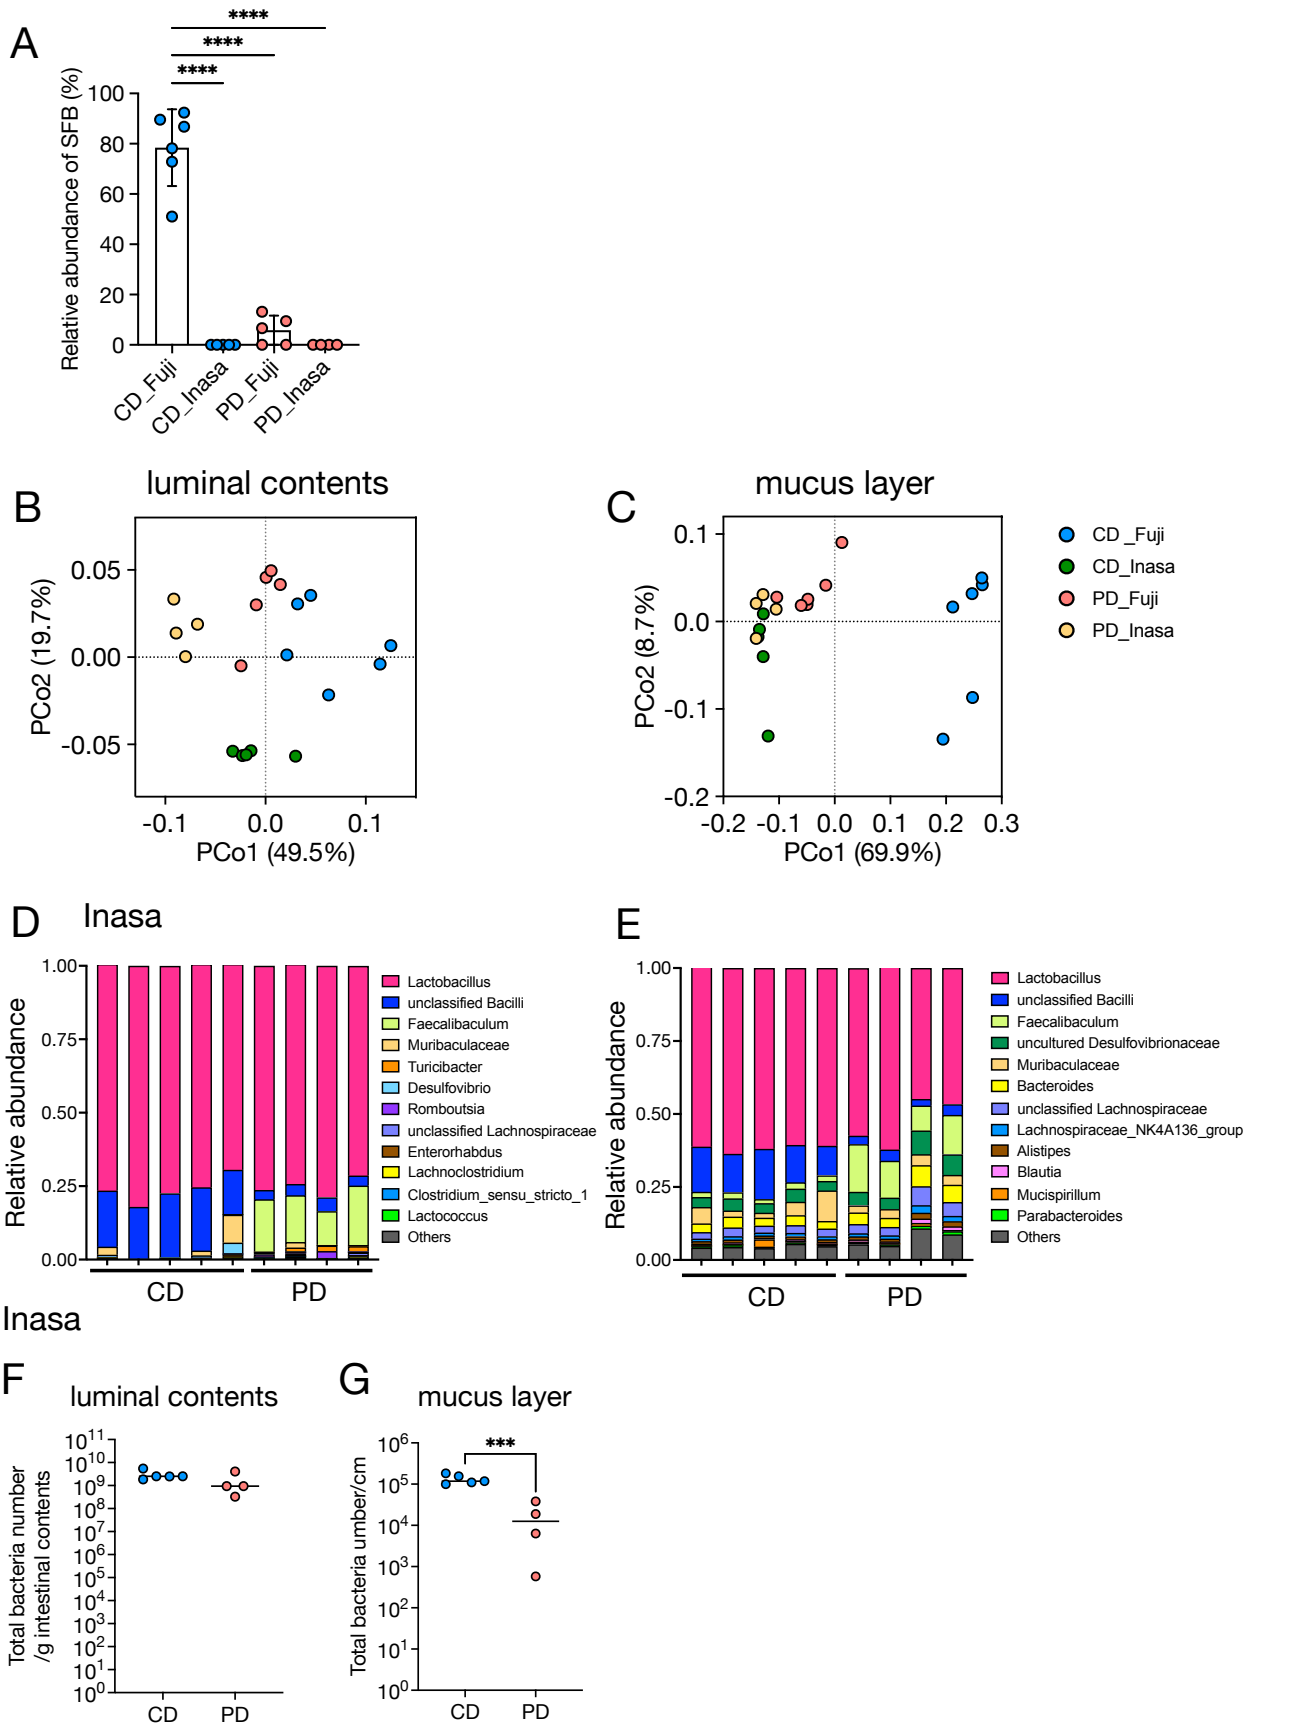 A
****
****
****
Relative abundance of SFB (%)
100
80
60
40
20
0
CD_Fuji
CD_Inasa
PD_Fuji
PD_Inasa
B
luminal contents
PCo2 (19.7%)
0.05
0.00
-0.05
-0.1
0.0
0.1
PCo1 (49.5%)
C
mucus layer
PCo2 (8.7%)
0.1
0.0
-0.1
-0.2
-0.2
-0.1
0.0
0.1
0.2
0.3
PCo1 (69.9%)
CD _Fuji
CD_Inasa
PD_Fuji
PD_Inasa
D
Inasa
Relative abundance
1.00
0.75
0.50
0.25
0.00
CD
PD
Lactobacillus
unclassified Bacilli
Faecalibaculum
Muribaculaceae
Turicibacter
Desulfovibrio
Romboutsia
unclassified Lachnospiraceae
Enterorhabdus
Lachnoclostridium
Clostridium_sensu_stricto_1
Lactococcus
Others
E
Relative abundance
1.00
0.75
0.50
0.25
0.00
CD
PD
Lactobacillus
unclassified Bacilli
Faecalibaculum
uncultured Desulfovibrionaceae
Muribaculaceae
Bacteroides
unclassified Lachnospiraceae
Lachnospiraceae_NK4A136_group
Alistipes
Blautia
Mucispirillum
Parabacteroides
Others
Inasa
F
luminal contents
Total bacteria number
/g intestinal contents
10¹¹
10¹⁰
10⁹
10⁸
10⁷
10⁶
10⁵
10⁴
10³
10²
10¹
10⁰
CD
PD
G
mucus layer
***
Total bacteria umber/cm
10⁶
10⁵
10⁴
10³
10²
10¹
10⁰
CD
PD